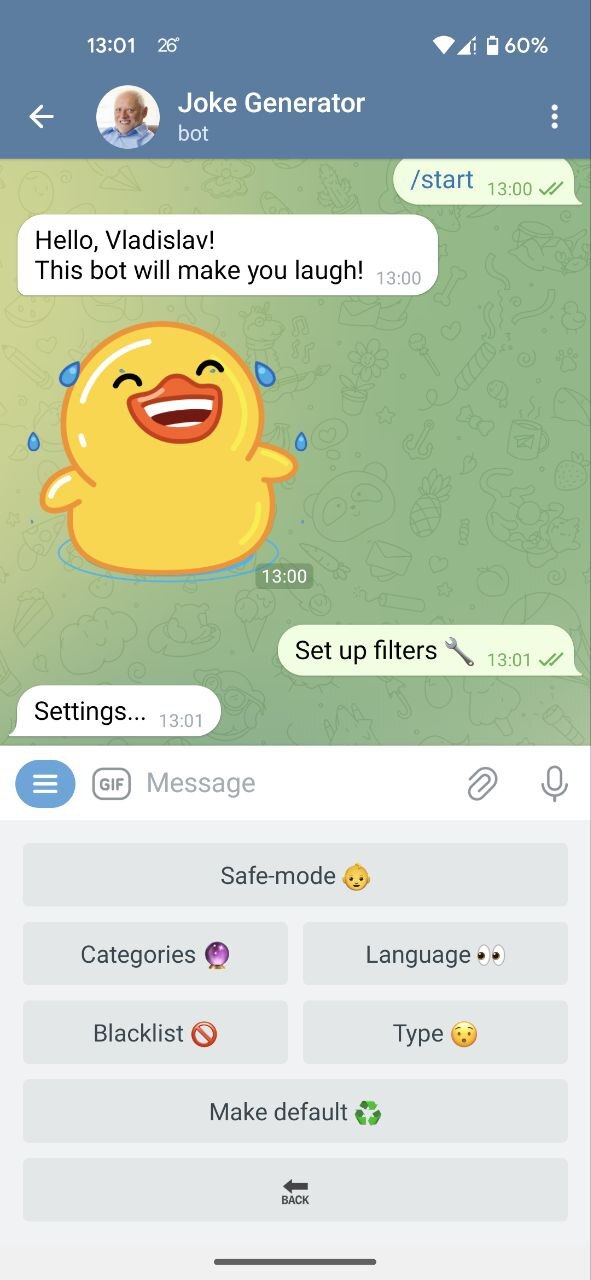 13:01 26° 60%
Joke Generator
bot
/start 13:00
Hello, Vladislav!
This bot will make you laugh! 13:00
13:00
Set up filters 🔧 13:01
Settings... 13:01
GIF Message
Safe-mode 👶
Categories 🔮 Language 👀
Blacklist 🚫 Type 😯
Make default ♻️
BACK